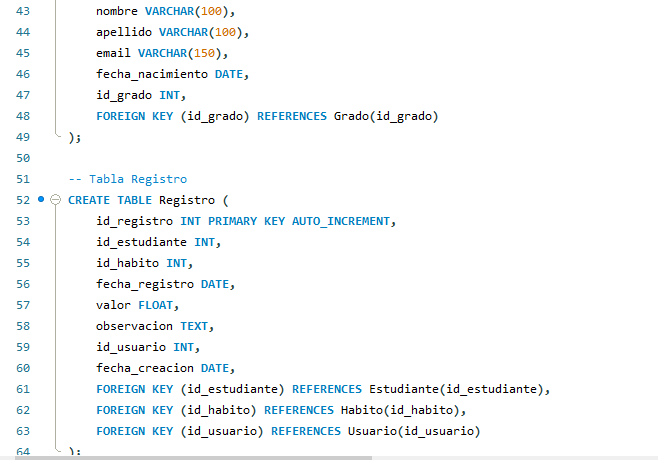 43 nombre VARCHAR(100),
44 apellido VARCHAR(100),
45 email VARCHAR(150),
46 fecha_nacimiento DATE,
47 id_grado INT,
48 FOREIGN KEY (id_grado) REFERENCES Grado(id_grado)
49 );
50
51 -- Tabla Registro
52 CREATE TABLE Registro (
53 id_registro INT PRIMARY KEY AUTO_INCREMENT,
54 id_estudiante INT,
55 id_habito INT,
56 fecha_registro DATE,
57 valor FLOAT,
58 observacion TEXT,
59 id_usuario INT,
60 fecha_creacion DATE,
61 FOREIGN KEY (id_estudiante) REFERENCES Estudiante(id_estudiante),
62 FOREIGN KEY (id_habito) REFERENCES Habito(id_habito),
63 FOREIGN KEY (id_usuario) REFERENCES Usuario(id_usuario)
64 );